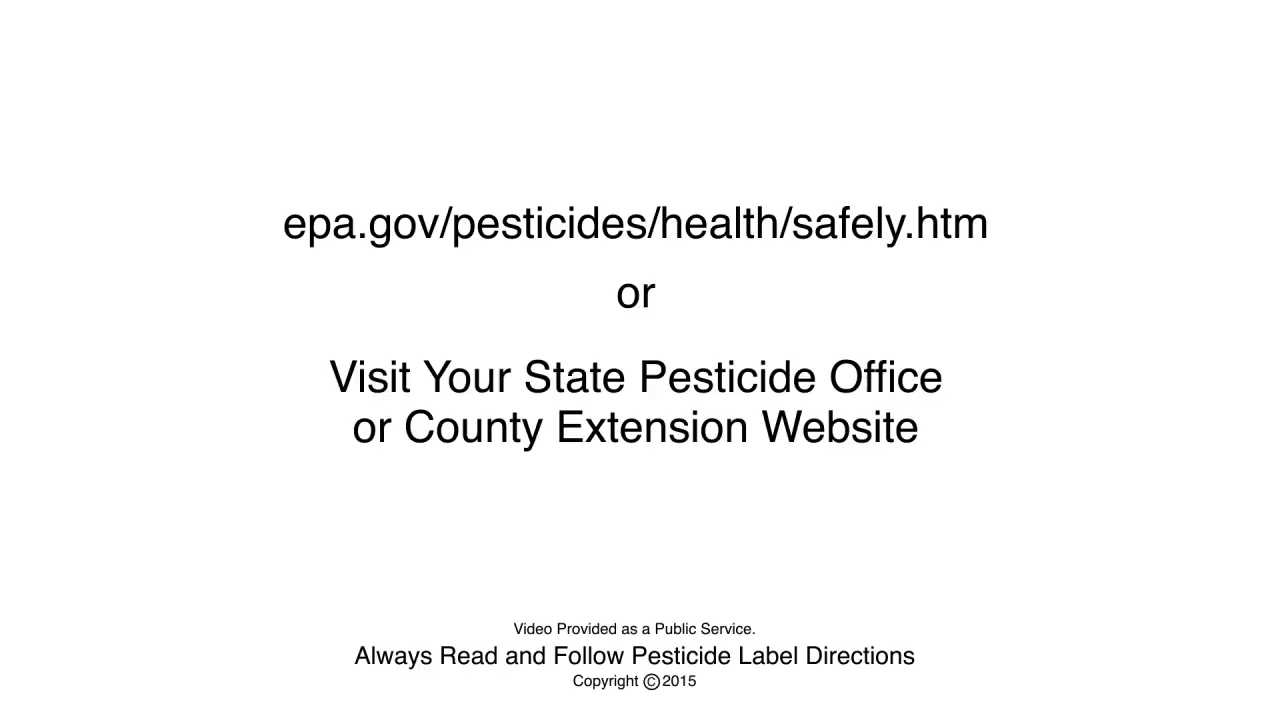 epa.gov/pesticides/health/safely.htm
or
Visit Your State Pesticide Office
or County Extension Website
Video Provided as a Public Service.
Always Read and Follow Pesticide Label Directions
Copyright ©2015